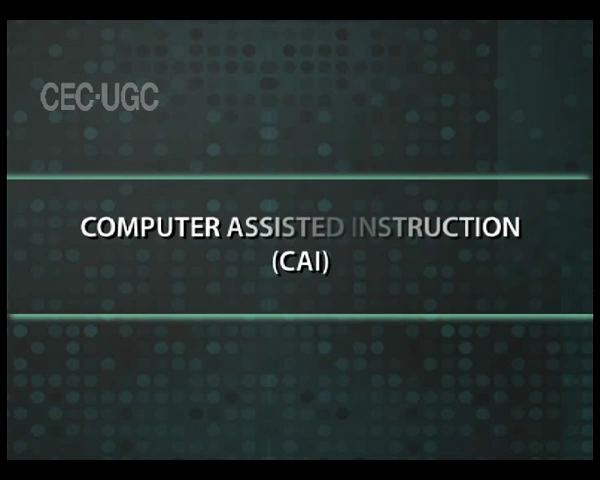 CEC-UGC
COMPUTER ASSISTED INSTRUCTION
(CAI)